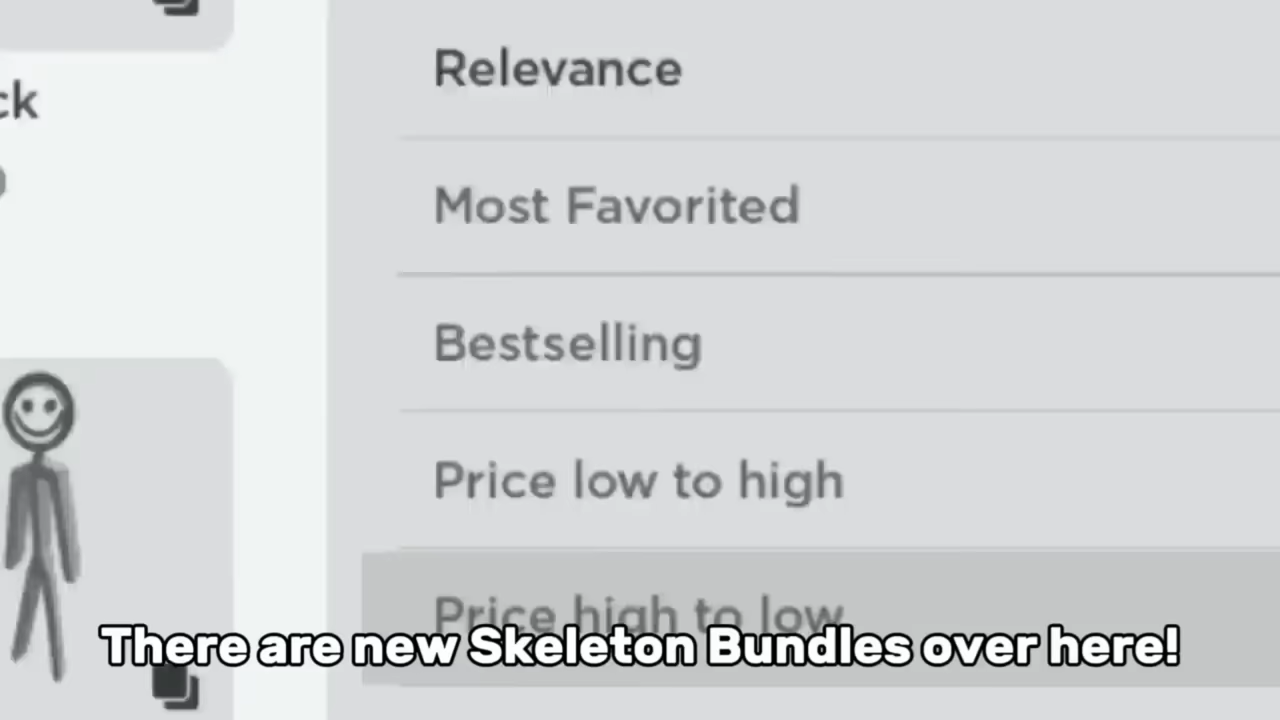 Relevance
ck
Most Favorited
Bestselling
Price low to high
Price high to low
There are new Skeleton Bundles over here!